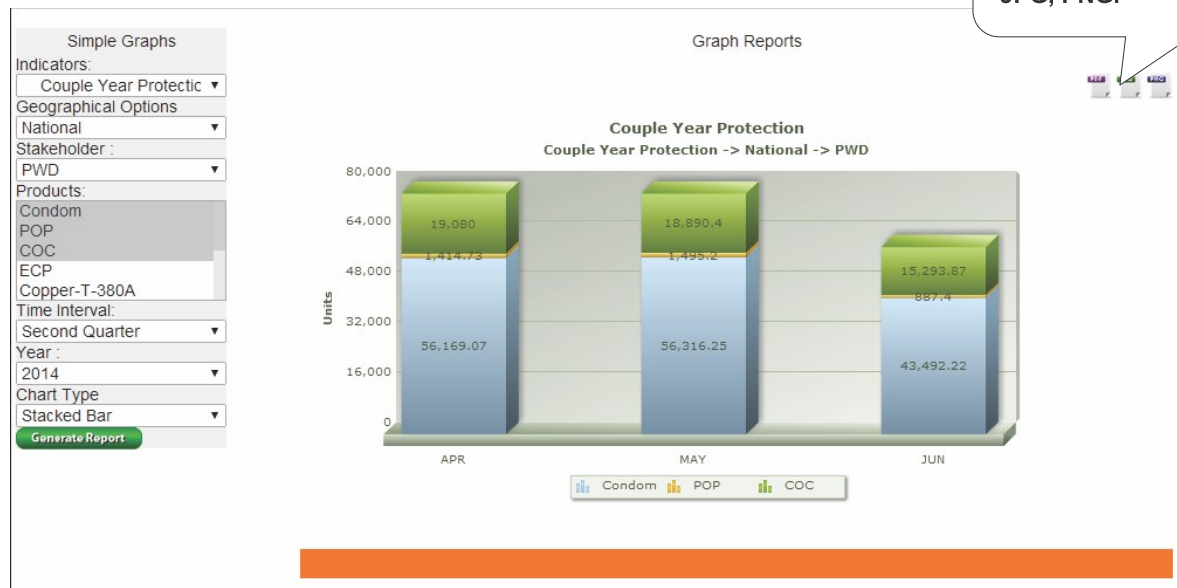 Simple Graphs
Indicators:
Couple Year Protectic
Geographical Options
National
Stakeholder :
PWD
Products:
Condom
POP
COC
ECP
Copper-T-380A
Time Interval:
Second Quarter
Year :
2014
Chart Type
Stacked Bar
Generate Report
Graph Reports
PDF PNG
Couple Year Protection
Couple Year Protection -> National -> PWD
80,000
64,000
48,000
32,000
16,000
0
Units
19,080
1,414.73
56,169.07
18,890.4
1,495.2
56,316.25
15,293.87
887.4
43,492.22
APR MAY JUN
Condom POP COC